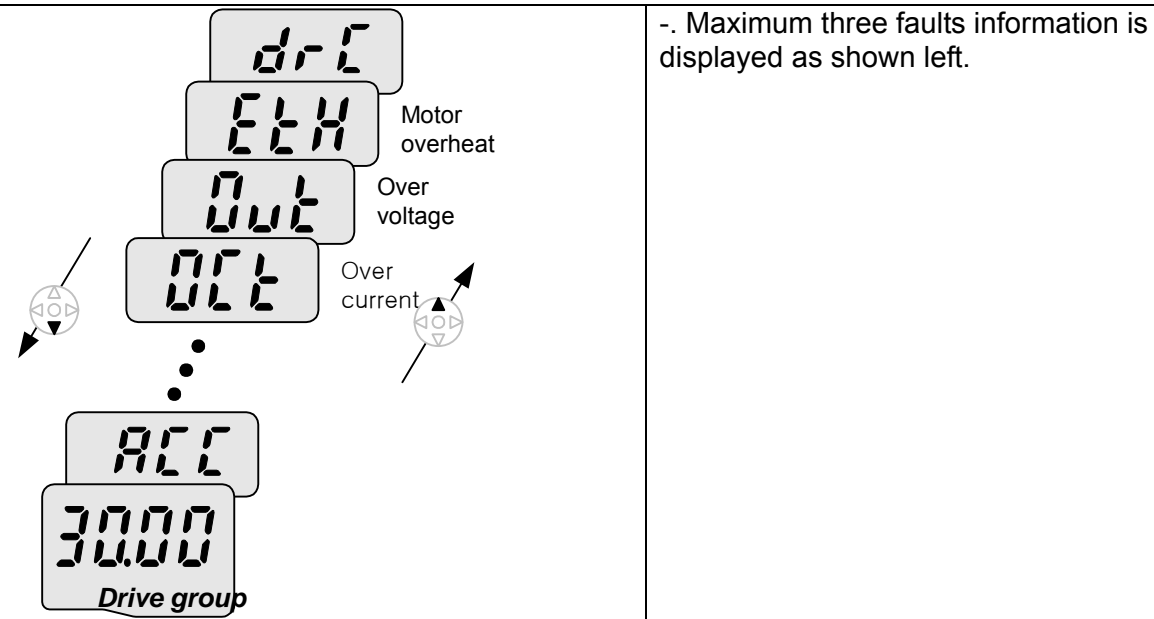 drC
EtH
Motor
overheat
Out
Over
voltage
OCt
Over
current
ACC
30.00
Drive group
-. Maximum three faults information is
displayed as shown left.